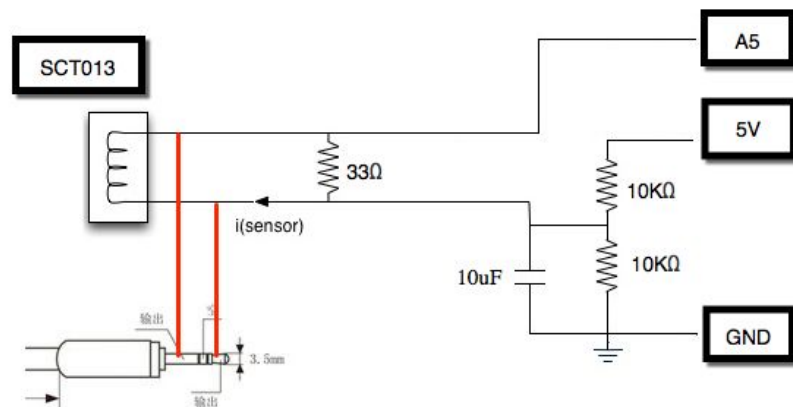 A5
SCT013
5V
33Ω
10KΩ
i(sensor)
10KΩ
10uF
输出
3.5mm
GND
输出